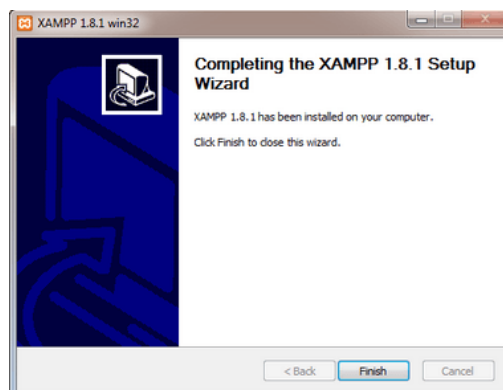 XAMPP 1.8.1 win32
Completing the XAMPP 1.8.1 Setup
Wizard
XAMPP 1.8.1 has been installed on your computer.
Click Finish to close this wizard.
< Back
Finish
Cancel